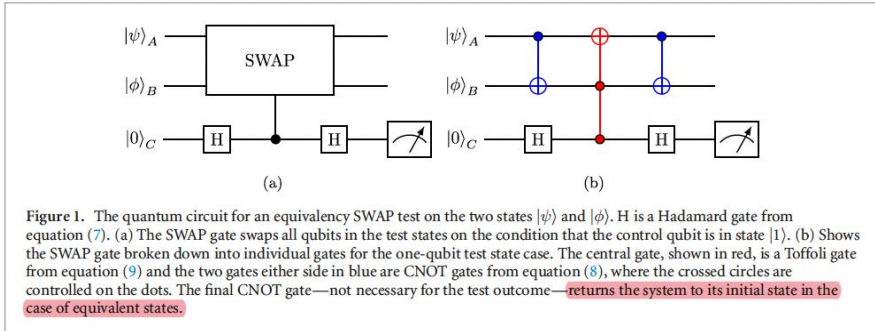 |ψ⟩A
SWAP
|ϕ⟩B
|0⟩C
H
H
(a)
|ψ⟩A
|ϕ⟩B
|0⟩C
H
H
(b)
Figure 1. The quantum circuit for an equivalency SWAP test on the two states |ψ⟩ and |ϕ⟩. H is a Hadamard gate from
equation (7). (a) The SWAP gate swaps all qubits in the test states on the condition that the control qubit is in state |1⟩. (b) Shows
the SWAP gate broken down into individual gates for the one-qubit test state case. The central gate, shown in red, is a Toffoli gate
from equation (9) and the two gates either side in blue are CNOT gates from equation (8), where the crossed circles are
controlled on the dots. The final CNOT gate—not necessary for the test outcome—returns the system to its initial state in the
case of equivalent states.